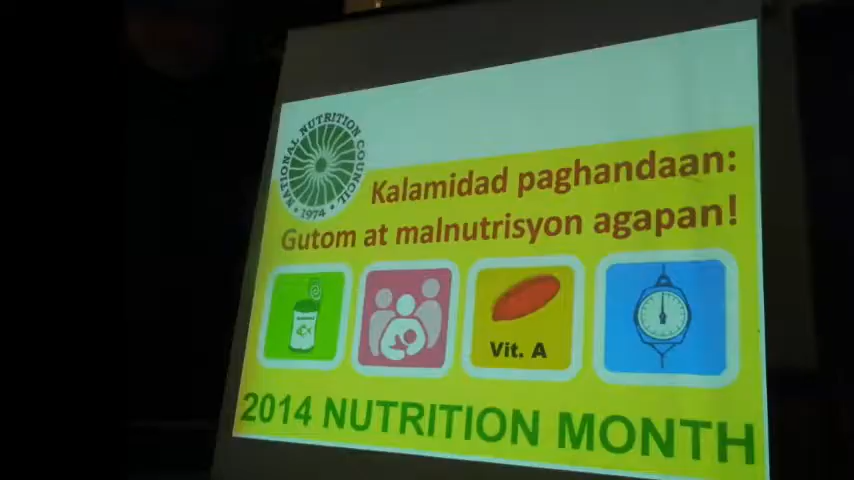 NATIONAL NUTRITION COUNCIL
1974
Kalamidad paghandaan:
Gutom at malnutrisyon agapan!
Vit. A
2014 NUTRITION MONTH